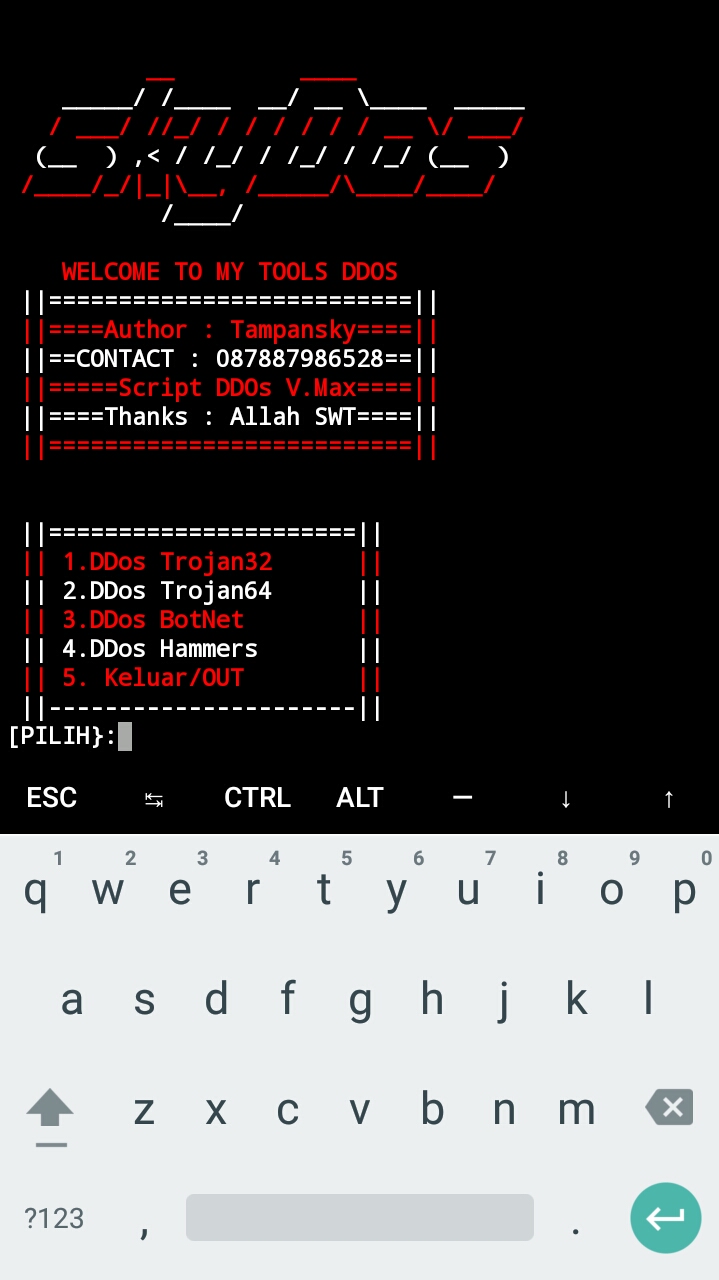 WELCOME TO MY TOOLS DDOS
||==========================||
||====Author : Tampansky====||
||==CONTACT : 087887986528==||
||=====Script DDOs V.Max====||
||====Thanks : Allah SWT====||
||==========================||
||======================||
|| 1.DDos Trojan32 ||
|| 2.DDos Trojan64 ||
|| 3.DDos BotNet ||
|| 4.DDos Hammers ||
|| 5. Keluar/OUT ||
||----------------------||
[PILIH}:
ESC ↹ CTRL ALT — ↓ ↑
1 2 3 4 5 6 7 8 9 0
q w e r t y u i o p
a s d f g h j k l
z x c v b n m
?123 , .